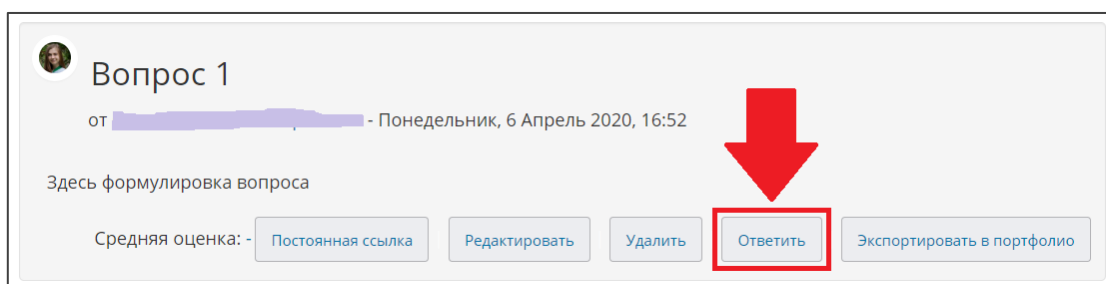 Вопрос 1
от - Понедельник, 6 Апрель 2020, 16:52
Здесь формулировка вопроса
Средняя оценка: - Постоянная ссылка Редактировать Удалить Ответить Экспортировать в портфолио